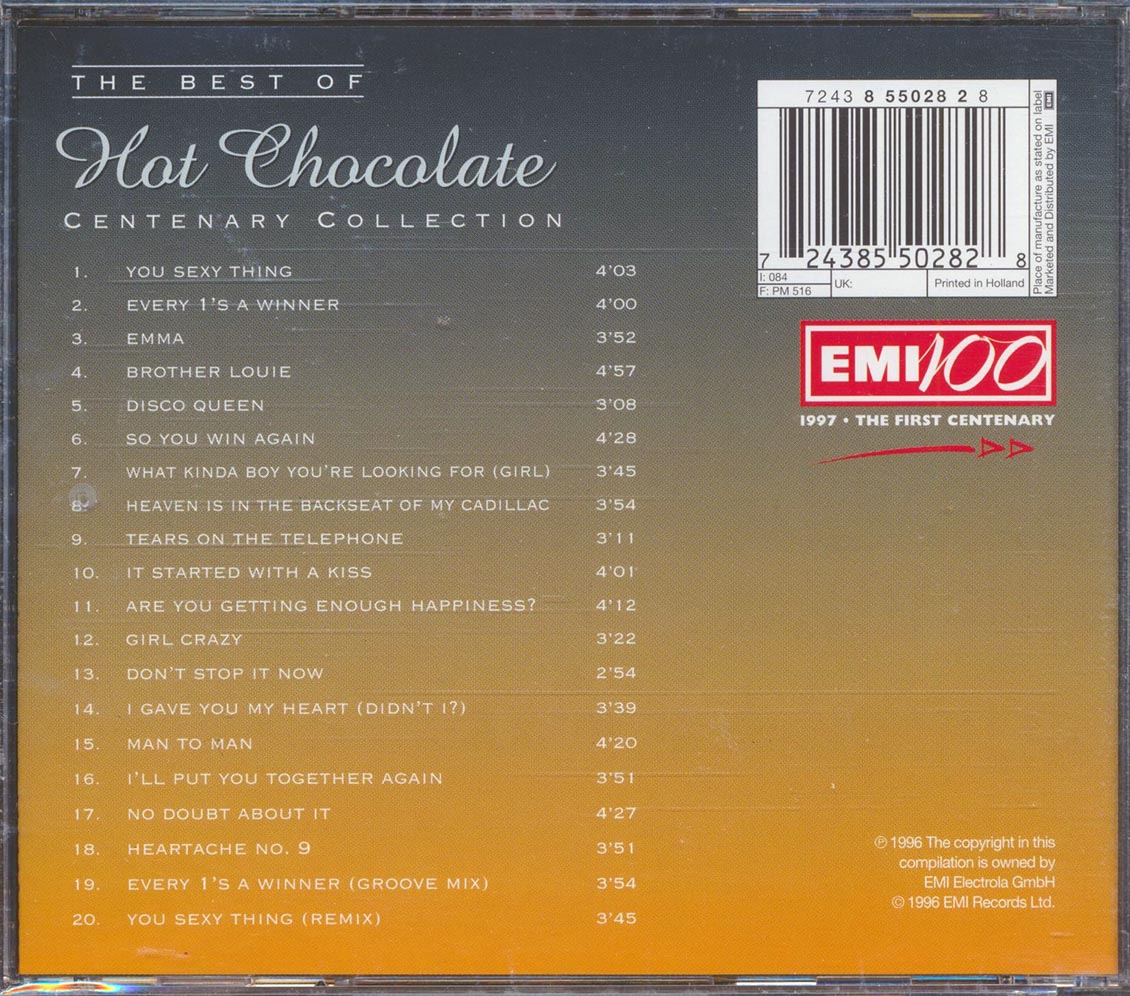 THE BEST OF
Hot Chocolate
CENTENARY COLLECTION
1. YOU SEXY THING 4'03
2. EVERY 1'S A WINNER 4'00
3. EMMA 3'52
4. BROTHER LOUIE 4'57
5. DISCO QUEEN 3'08
6. SO YOU WIN AGAIN 4'28
7. WHAT KINDA BOY YOU'RE LOOKING FOR (GIRL) 3'45
8. HEAVEN IS IN THE BACKSEAT OF MY CADILLAC 3'54
9. TEARS ON THE TELEPHONE 3'11
10. IT STARTED WITH A KISS 4'01
11. ARE YOU GETTING ENOUGH HAPPINESS? 4'12
12. GIRL CRAZY 3'22
13. DON'T STOP IT NOW 2'54
14. I GAVE YOU MY HEART (DIDN'T I?) 3'39
15. MAN TO MAN 4'20
16. I'LL PUT YOU TOGETHER AGAIN 3'51
17. NO DOUBT ABOUT IT 4'27
18. HEARTACHE NO. 9 3'51
19. EVERY 1'S A WINNER (GROOVE MIX) 3'54
20. YOU SEXY THING (REMIX) 3'45
7243 8 55028 2 8
7 24385 50282 8
I: 084
F: PM 516
UK:
Printed in Holland
Place of manufacture as stated on label EMI
Marketed and Distributed by EMI
EMI100
1997 • THE FIRST CENTENARY
℗ 1996 The copyright in this
compilation is owned by
EMI Electrola GmbH
© 1996 EMI Records Ltd.